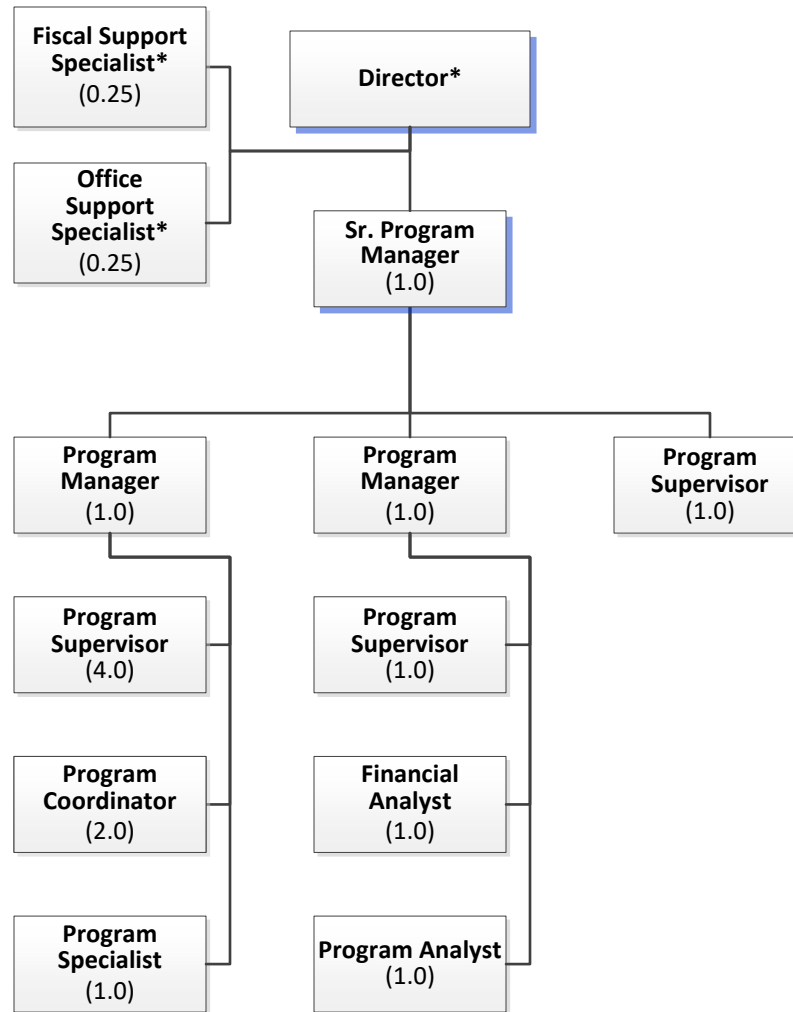 Fiscal Support
Specialist*
(0.25)
Director*
Office
Support
Specialist*
(0.25)
Sr. Program
Manager
(1.0)
Program
Manager
(1.0)
Program
Manager
(1.0)
Program
Supervisor
(1.0)
Program
Supervisor
(4.0)
Program
Supervisor
(1.0)
Program
Coordinator
(2.0)
Financial
Analyst
(1.0)
Program
Specialist
(1.0)
Program Analyst
(1.0)